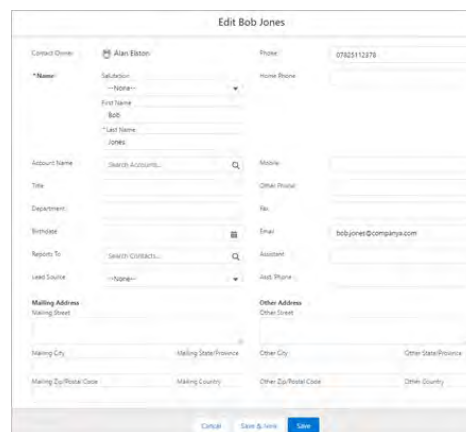 Edit Bob Jones
Contact Owner
Alan Elston
Phone
07825112378
*Name
Salutation
--None--
Home Phone
First Name
Bob
*Last Name
Jones
Account Name
Search Accounts...
Mobile
Title
Other Phone
Department
Fax
Birthdate
Email
bob.jones@companya.com
Reports To
Search Contacts...
Assistant
Lead Source
--None--
Asst. Phone
Mailing Address
Other Address
Mailing Street
Other Street
Mailing City
Mailing State/Province
Other City
Other State/Province
Mailing Zip/Postal Code
Mailing Country
Other Zip/Postal Code
Other Country
Cancel
Save & New
Save